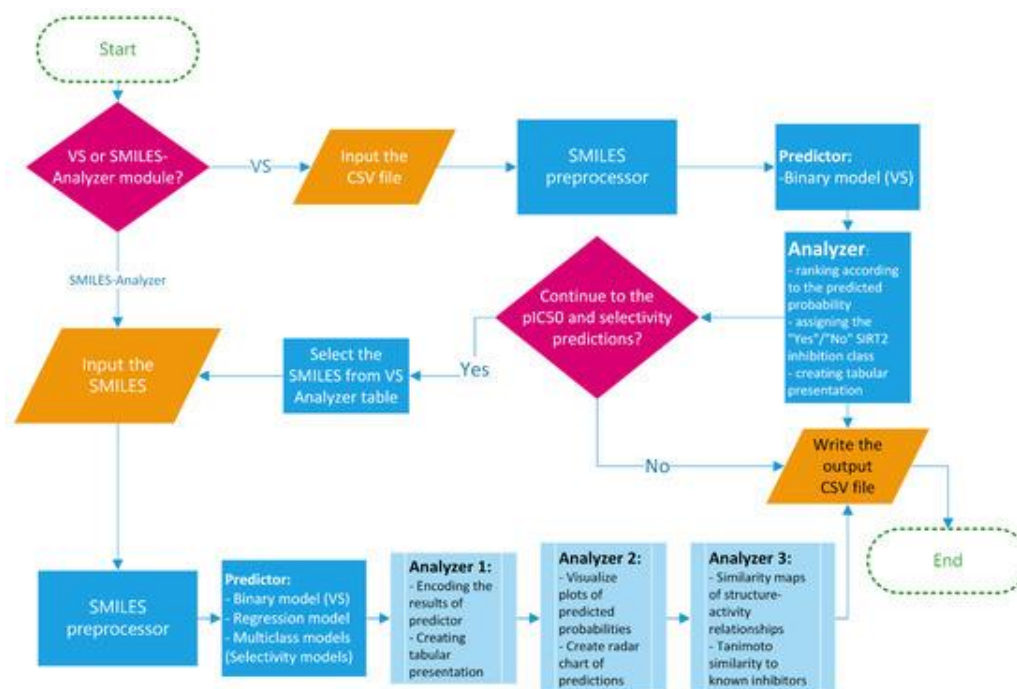 Start
VS or SMILES-
Analyzer module?
VS
Input the
CSV file
SMILES
preprocessor
Predictor:
-Binary model (VS)
SMILES-Analyzer
Continue to the
pIC50 and selectivity
predictions?
Analyzer:
- ranking according
to the predicted
probability
- assigning the
"Yes"/"No" SIRT2
inhibition class
- creating tabular
presentation
Input the
SMILES
Select the
SMILES from VS
Analyzer table
Yes
No
Write the
output
CSV file
End
SMILES
preprocessor
Predictor:
- Binary model (VS)
- Regression model
- Multiclass models
(Selectivity models)
Analyzer 1:
- Encoding the
results of
predictor
- Creating
tabular
presentation
Analyzer 2:
- Visualize
plots of
predicted
probabilities
- Create radar
chart of
predictions
Analyzer 3:
- Similarity maps
of structure-
activity
relationships
- Tanimoto
similarity to
known inhibitors